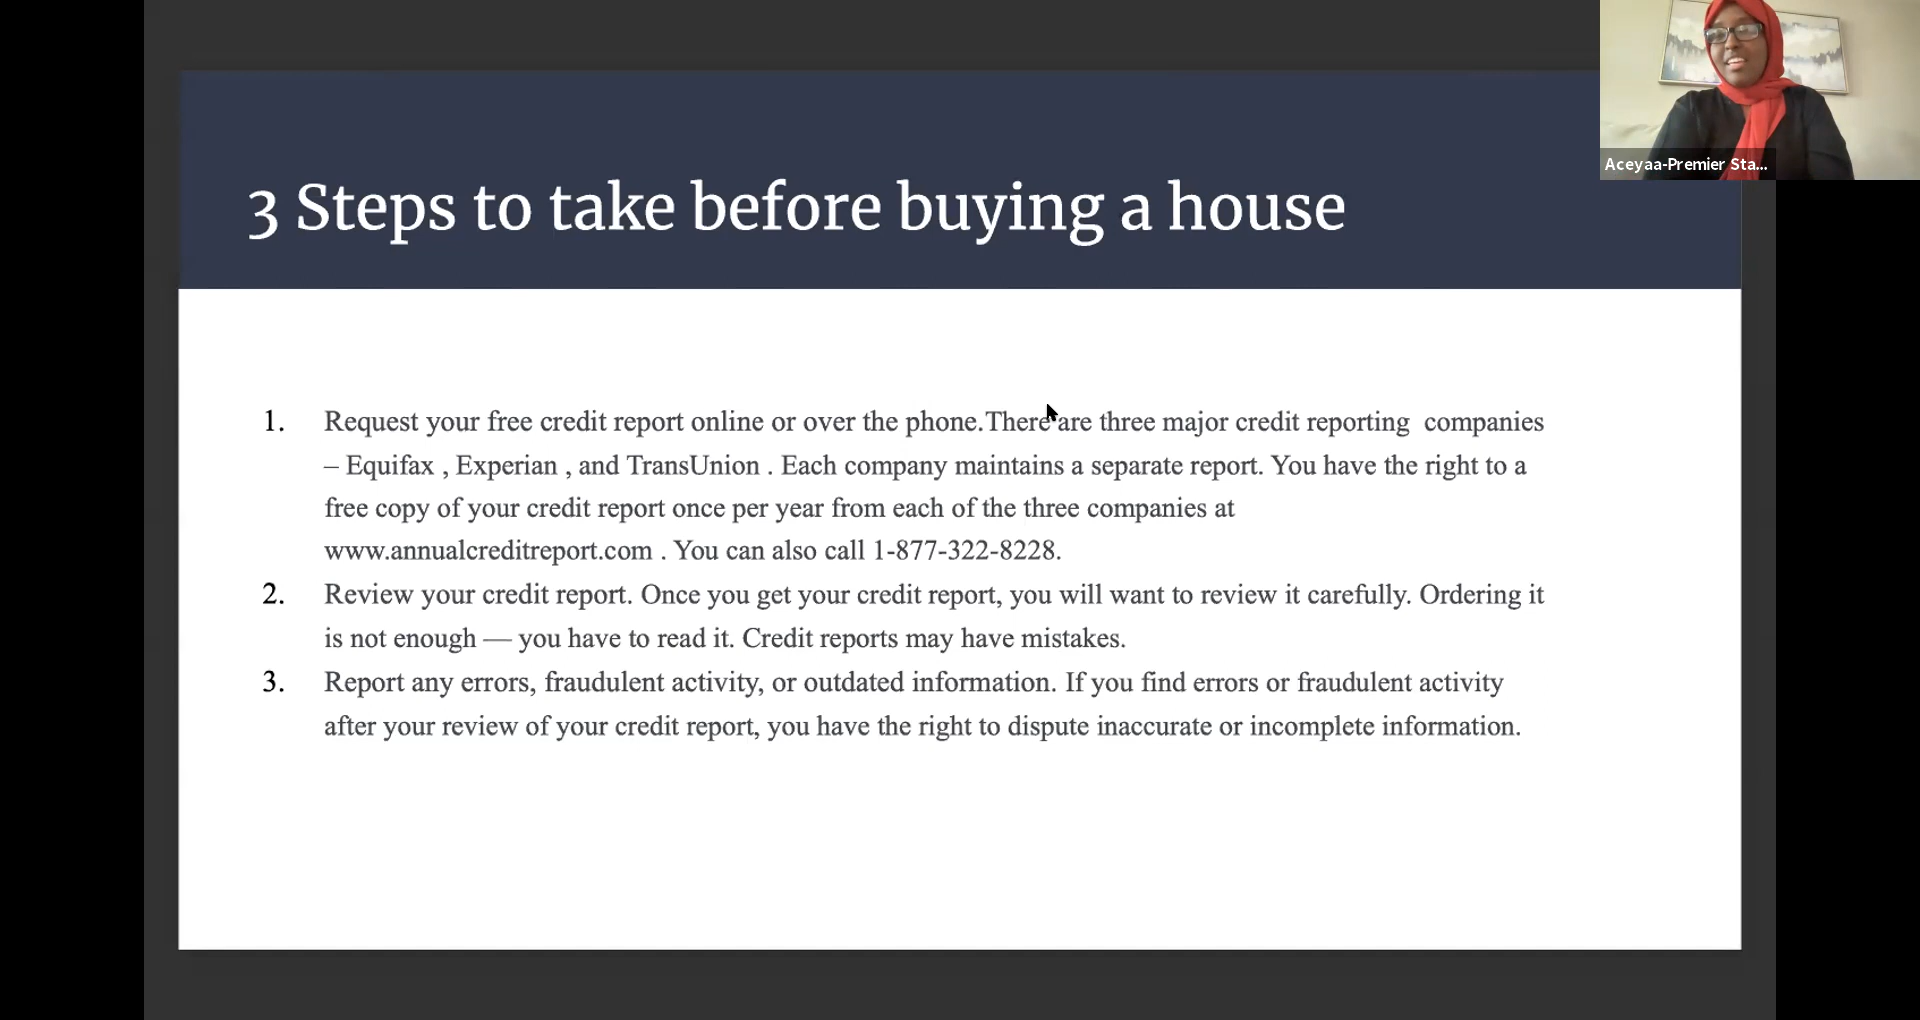 3 Steps to take before buying a house
Aceyaa-Premier Sta...
1. Request your free credit report online or over the phone.There are three major credit reporting  companies
– Equifax , Experian , and TransUnion . Each company maintains a separate report. You have the right to a
free copy of your credit report once per year from each of the three companies at
www.annualcreditreport.com . You can also call 1-877-322-8228.
2. Review your credit report. Once you get your credit report, you will want to review it carefully. Ordering it
is not enough — you have to read it. Credit reports may have mistakes.
3. Report any errors, fraudulent activity, or outdated information. If you find errors or fraudulent activity
after your review of your credit report, you have the right to dispute inaccurate or incomplete information.